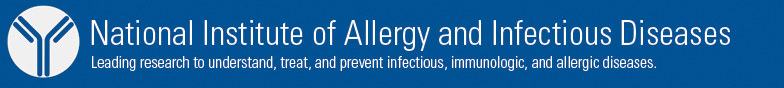 National Institute of Allergy and Infectious Diseases
Leading research to understand, treat, and prevent infectious, immunologic, and allergic diseases.